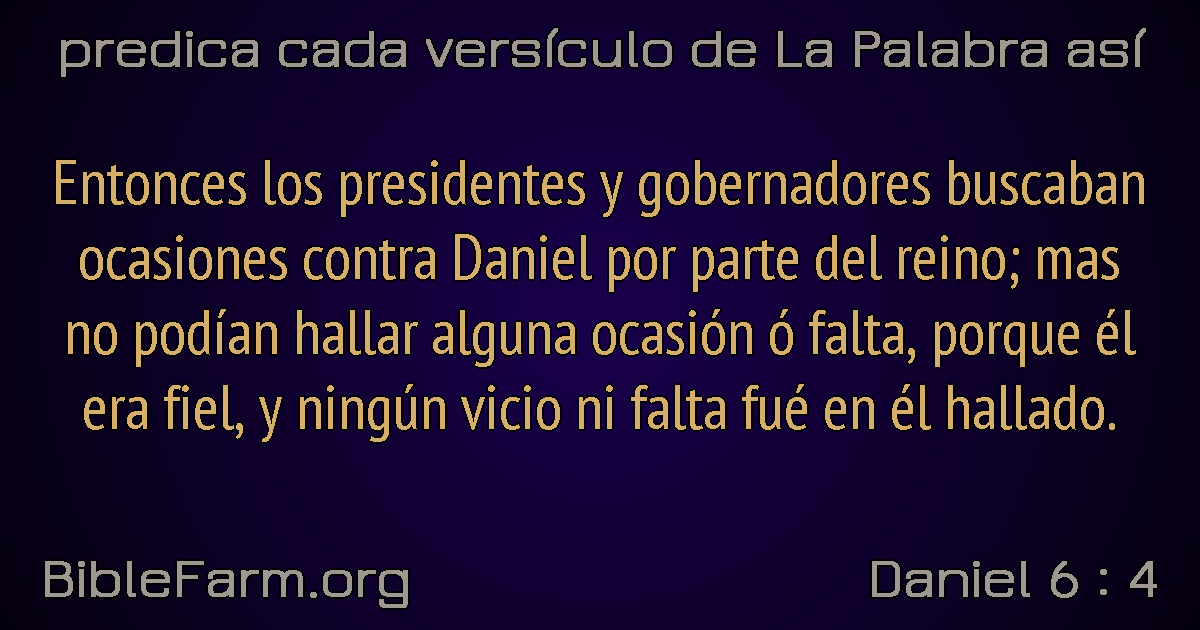 predica cada versículo de La Palabra así
Entonces los presidentes y gobernadores buscaban
ocasiones contra Daniel por parte del reino; mas
no podían hallar alguna ocasión ó falta, porque él
era fiel, y ningún vicio ni falta fué en él hallado.
BibleFarm.org
Daniel 6 : 4